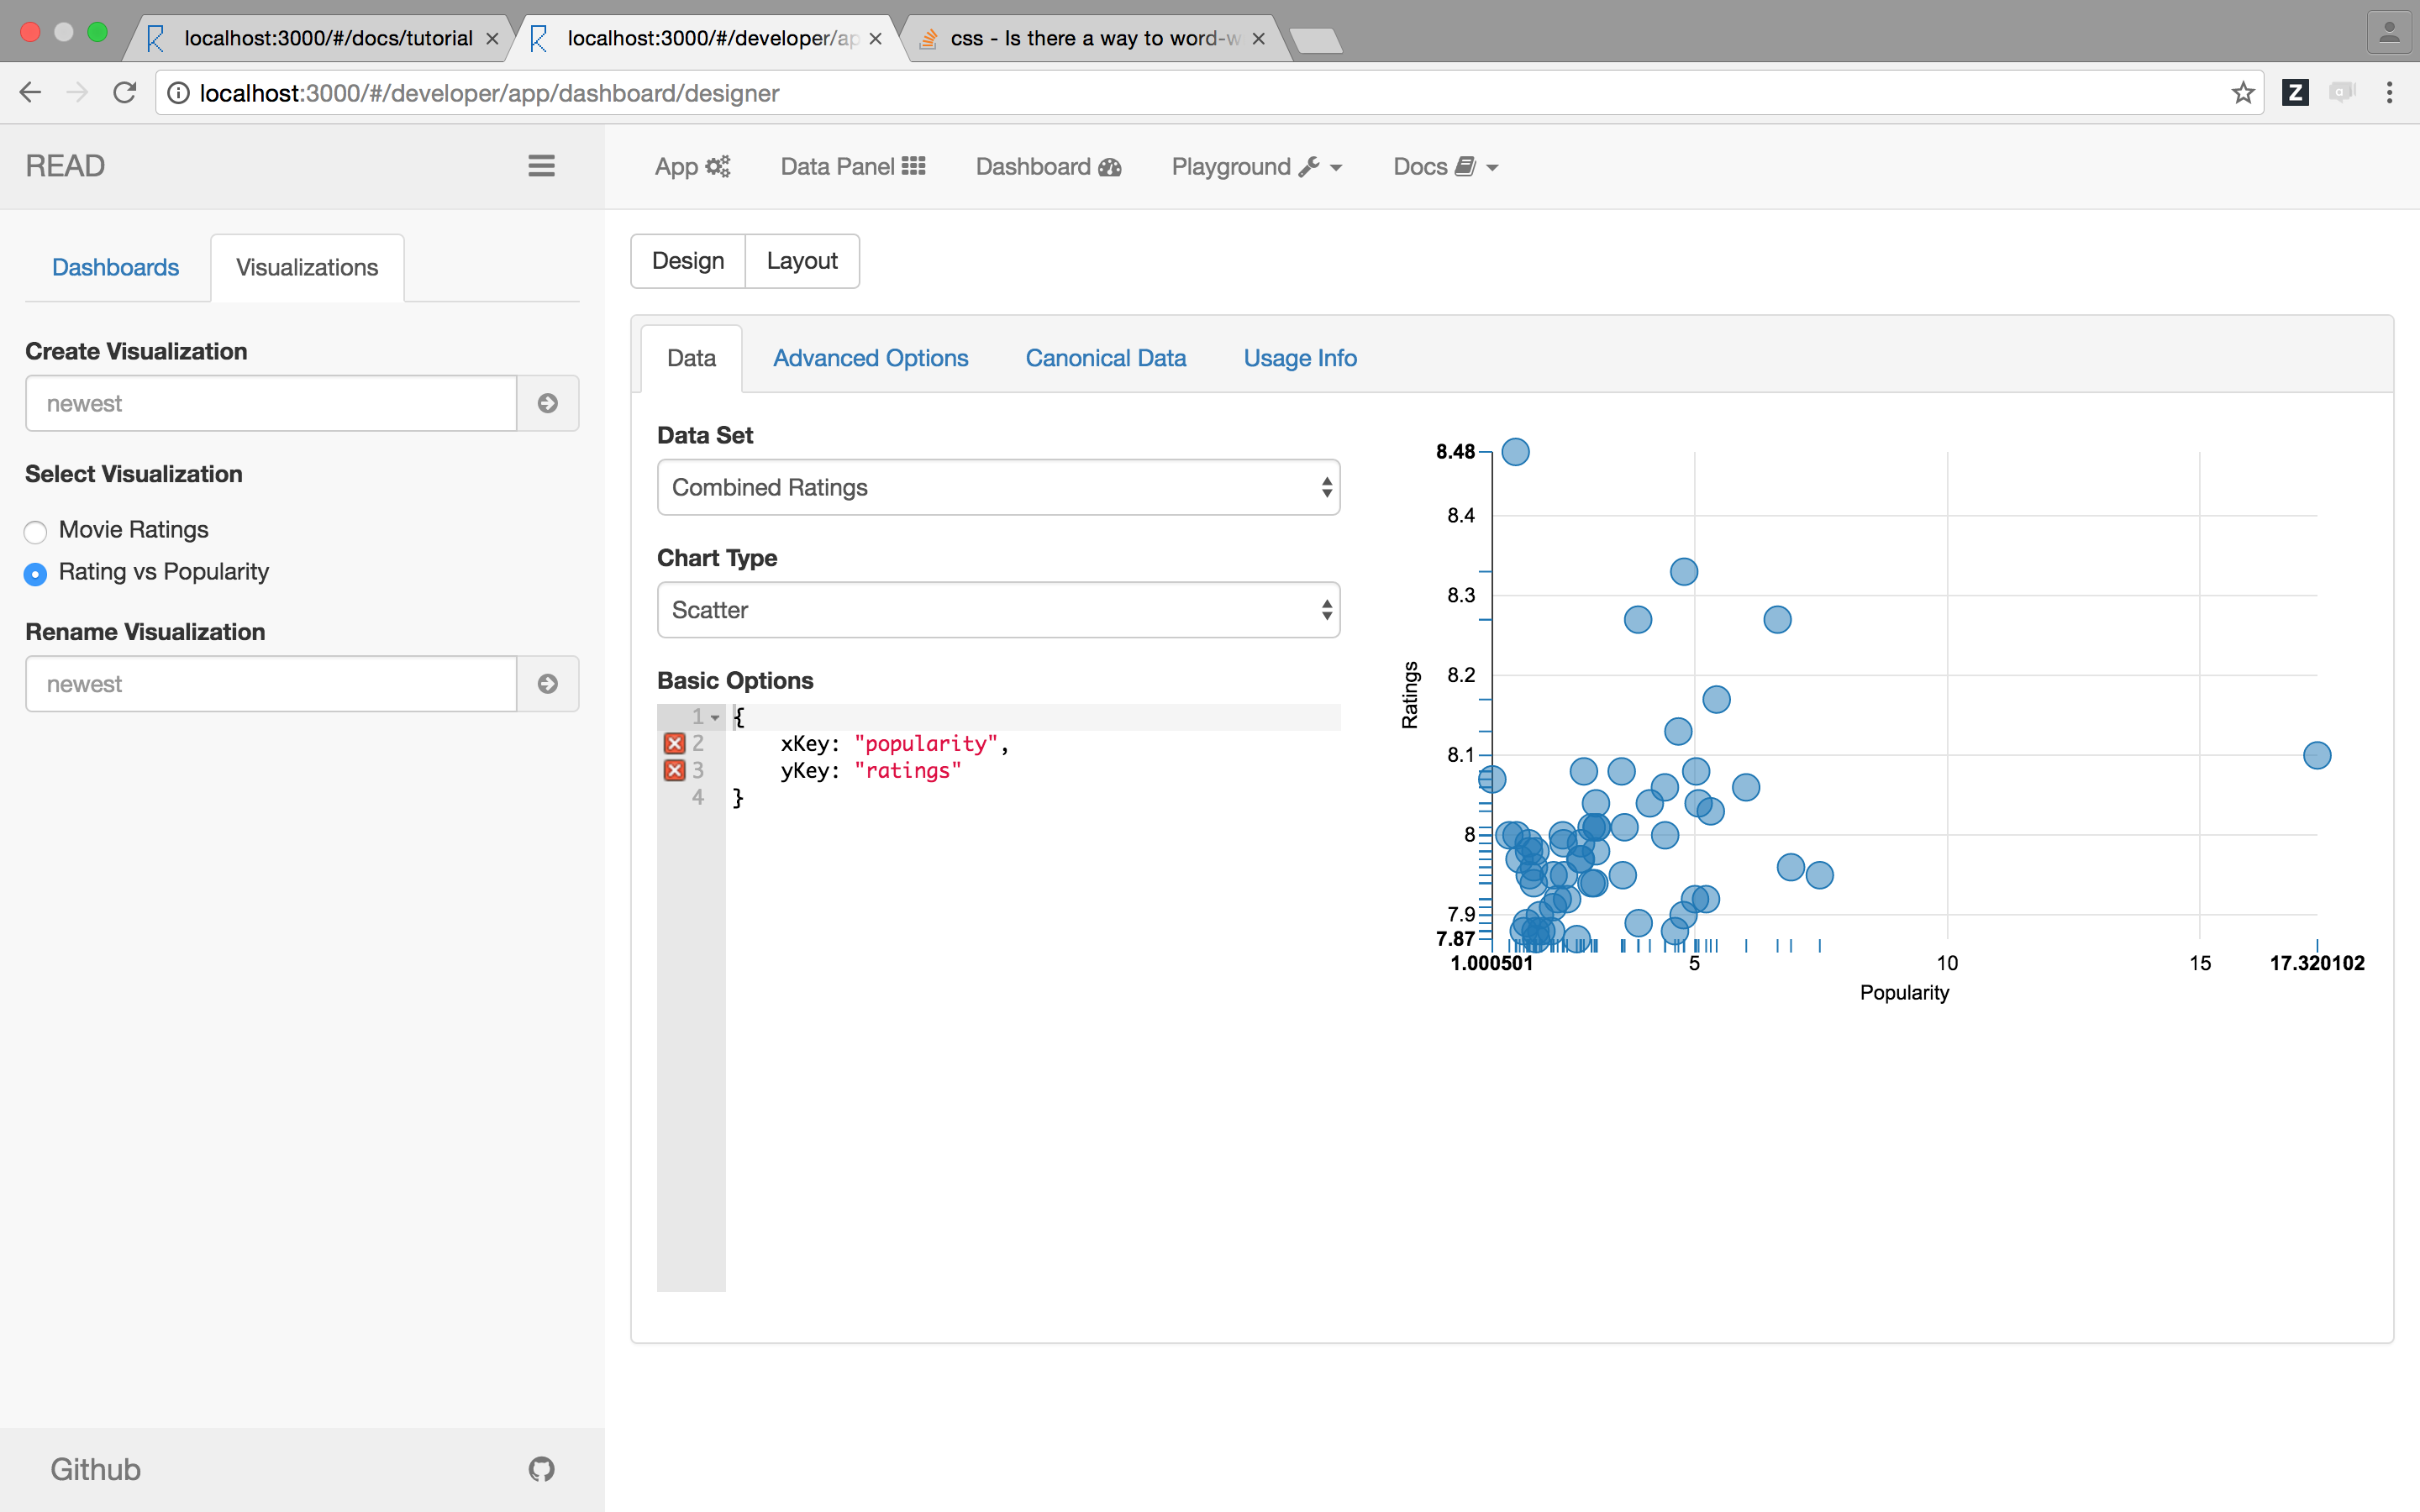 localhost:3000/#/docs/tutorial
localhost:3000/#/developer/ap
css - Is there a way to word-w
localhost:3000/#/developer/app/dashboard/designer
READ
App
Data Panel
Dashboard
Playground
Docs
Dashboards
Visualizations
Create Visualization
newest
Select Visualization
Movie Ratings
Rating vs Popularity
Rename Visualization
newest
Github
Design
Layout
Data
Advanced Options
Canonical Data
Usage Info
Data Set
Combined Ratings
Chart Type
Scatter
Basic Options
1 {
2 xKey: "popularity",
3 yKey: "ratings"
4 }
8.48
8.4
8.3
8.2
8.1
8
7.9
7.87
Ratings
1.000501
5
10
15
17.320102
Popularity